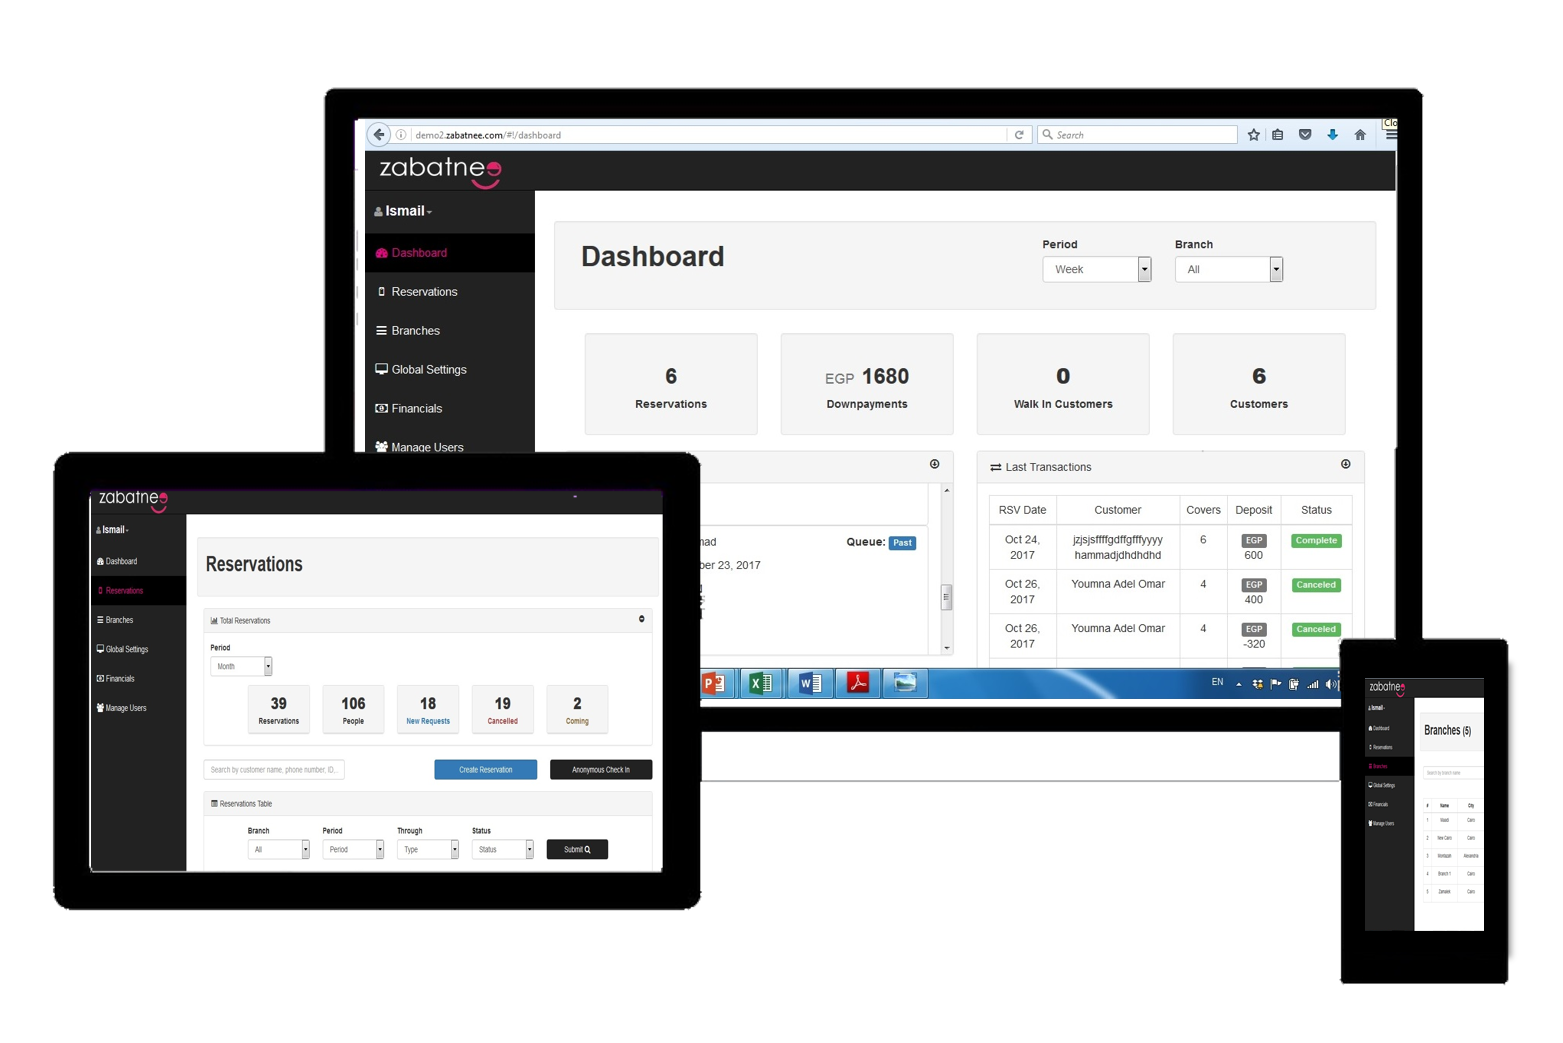 demo2.zabatnee.com/#!/dashboard
Search
Clo
zabatnee
Ismail
Dashboard
Reservations
Branches
Global Settings
Financials
Manage Users
Dashboard
Period
Branch
Week
All
6
Reservations
EGP 1680
Downpayments
0
Walk In Customers
6
Customers
Queue: Past
mad
ber 23, 2017
Last Transactions
RSV Date Customer Covers Deposit Status
Oct 24, 2017
hammadjdhdhdhd
6
EGP 600
Complete
Oct 26, 2017
Youmna Adel Omar
4
EGP 400
Canceled
Oct 26, 2017
Youmna Adel Omar
4
EGP -320
Canceled
EN
zabatnee
Ismail
Dashboard
Reservations
Branches
Global Settings
Financials
Manage Users
Reservations
Total Reservations
Period
Month
39
Reservations
106
People
18
New Requests
19
Cancelled
2
Coming
Search by customer name, phone number, ID,..
Create Reservation
Anonymous Check In
Reservations Table
Branch Period Through Status
All Period Type Status
Submit
zabatnee
Ismail
Dashboard
Reservations
Branches
Global Settings
Financials
Manage Users
Branches (5)
Search by branch name
# Name City
1 Maadi Cairo
2 New Cairo Cairo
3 Alexandria
4 Branch 1 Cairo
5 Zamalek Cairo